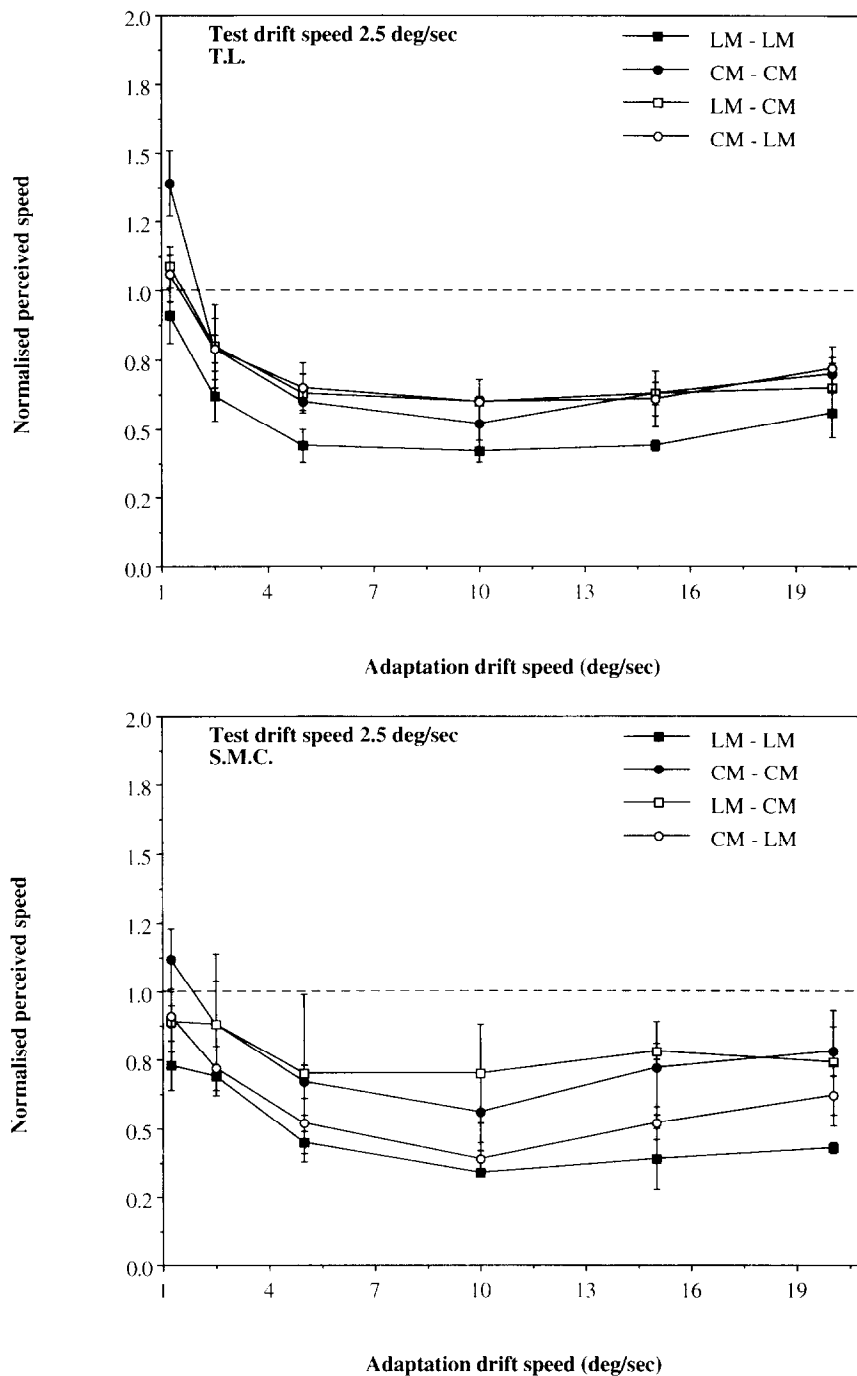 Test drift speed 2.5 deg/sec
T.L.
LM - LM
CM - CM
LM - CM
CM - LM
Normalised perceived speed
2.0
1.8
1.5
1.2
1.0
0.8
0.5
0.2
0.0
1
4
7
10
13
16
19
Adaptation drift speed (deg/sec)
Test drift speed 2.5 deg/sec
S.M.C.
LM - LM
CM - CM
LM - CM
CM - LM
Normalised perceived speed
2.0
1.8
1.5
1.2
1.0
0.8
0.5
0.2
0.0
1
4
7
10
13
16
19
Adaptation drift speed (deg/sec)